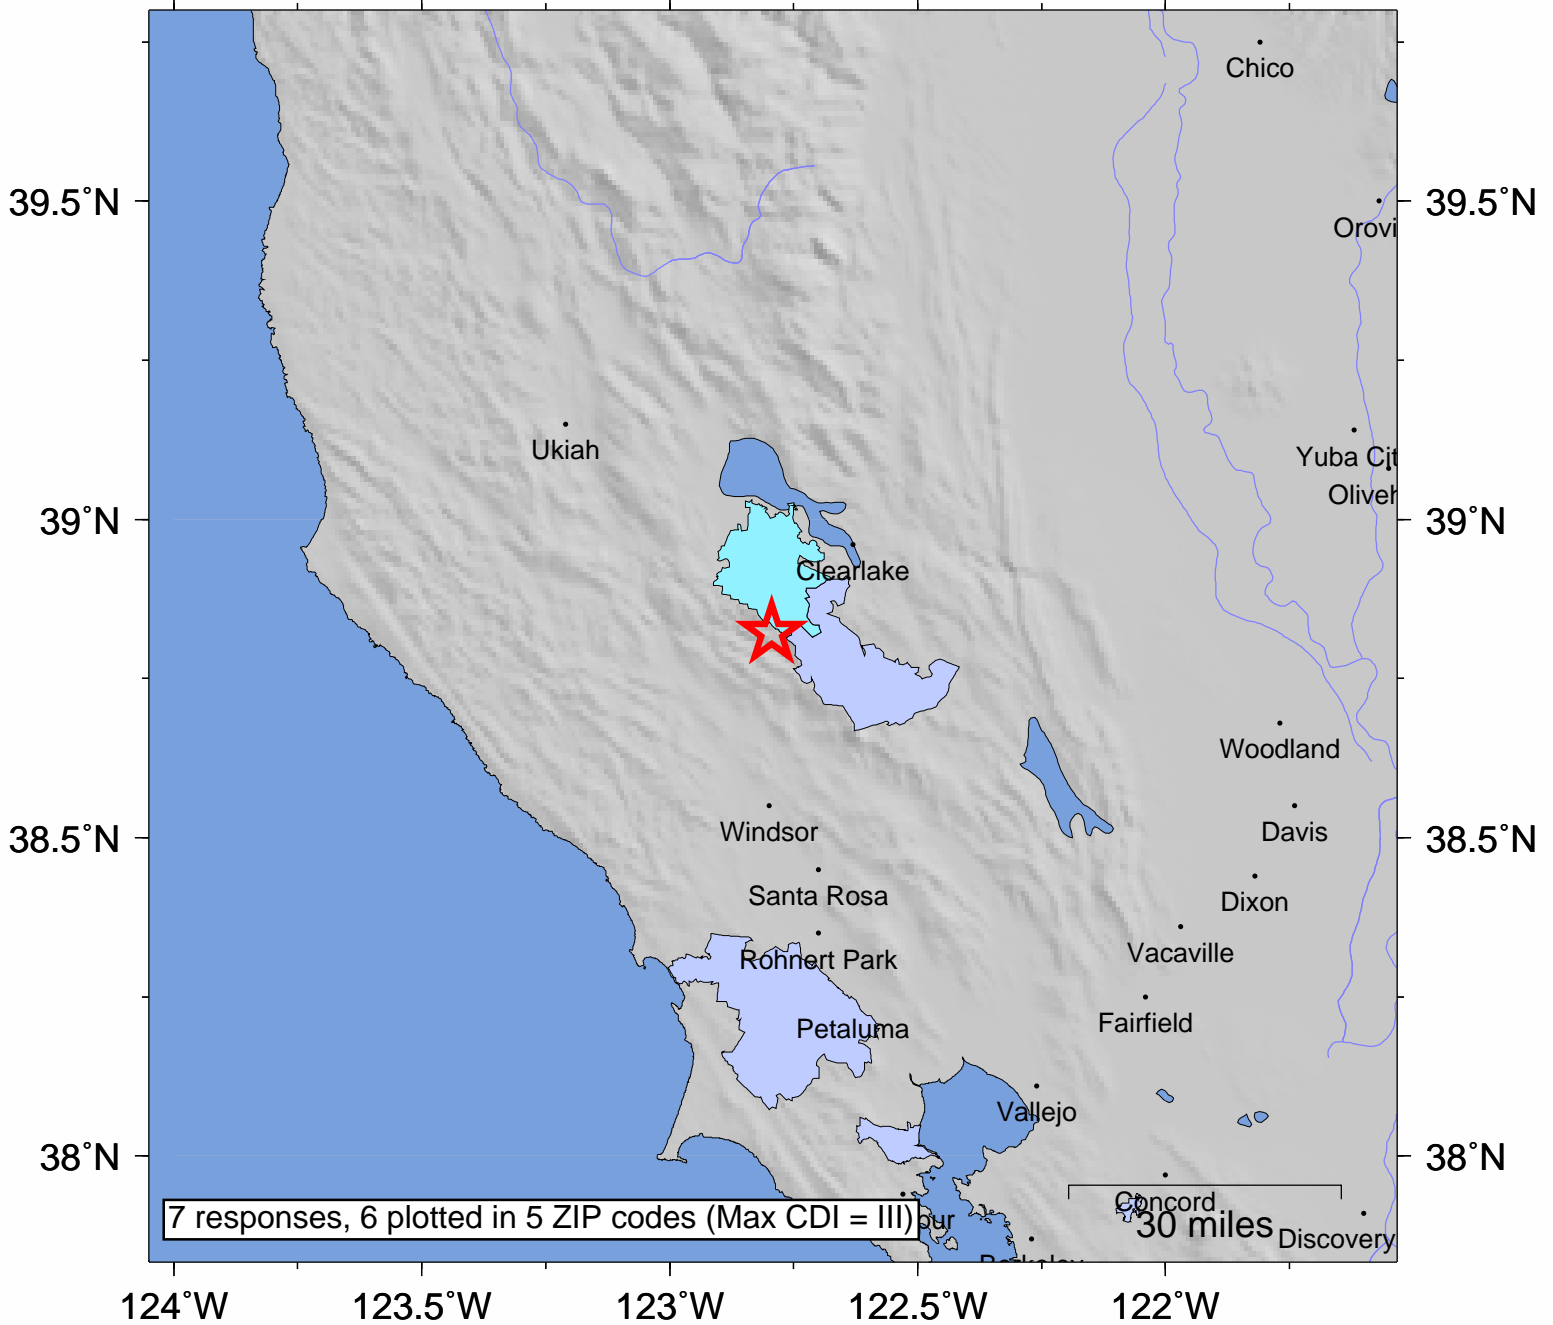 Chico
39.5˚N
39.5˚N
Orovi
Ukiah
Yuba Cit
Oliveh
39˚N
39˚N
Clearlake
Woodland
Windsor
Davis
38.5˚N
38.5˚N
Santa Rosa
Dixon
Rohnert Park
Vacaville
Petaluma
Fairfield
Vallejo
38˚N
38˚N
Concord
7 responses, 6 plotted in 5 ZIP codes (Max CDI = III)
our
30 miles
Discovery
Berkeley
124˚W
123.5˚W
123˚W
122.5˚W
122˚W